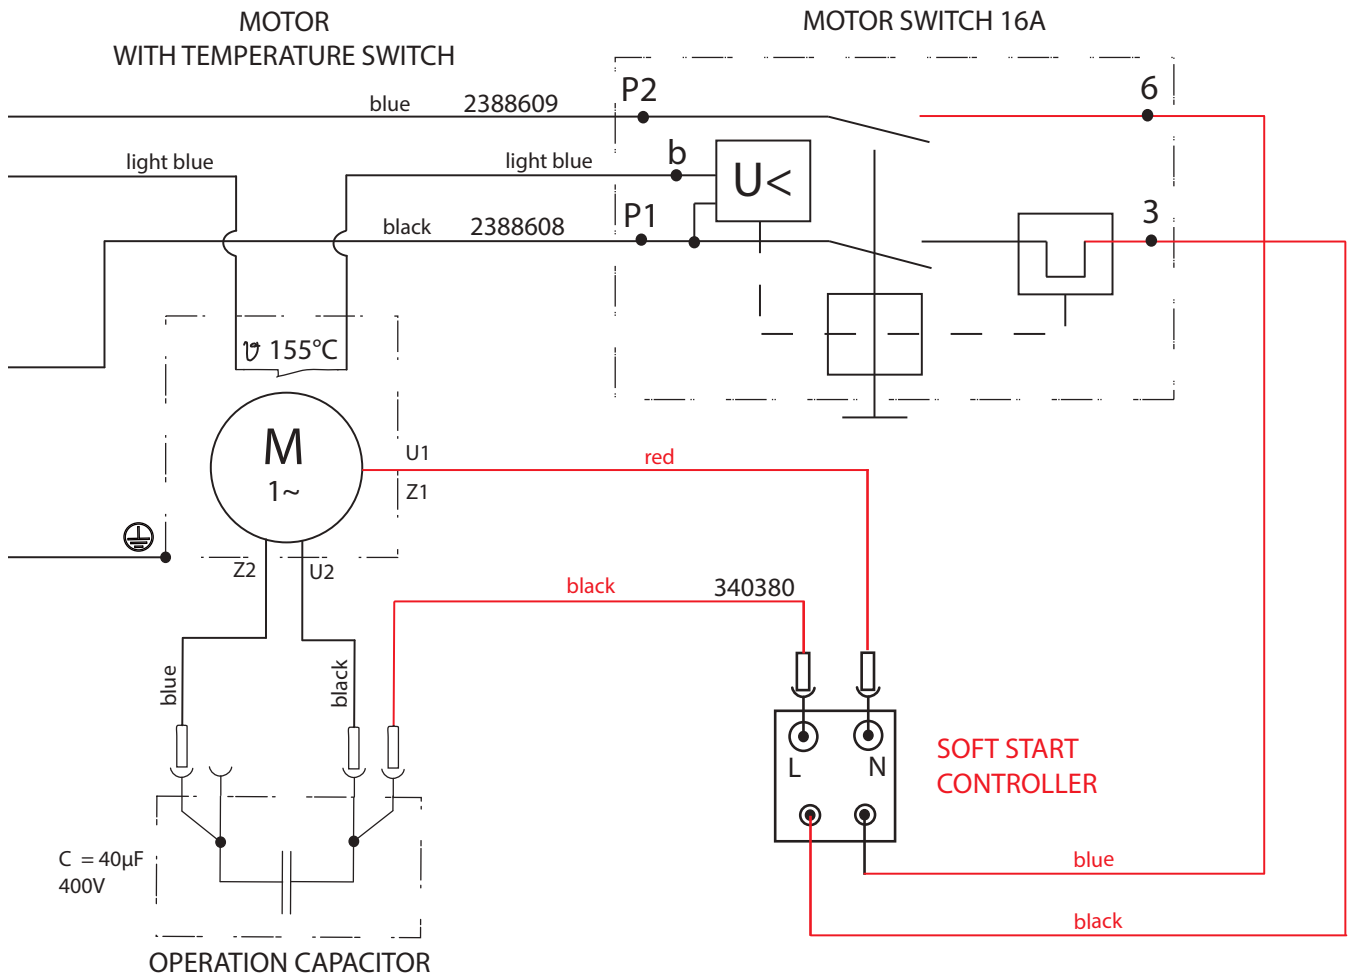 MOTOR
WITH TEMPERATURE SWITCH
MOTOR SWITCH 16A
blue 2388609
P2
6
light blue
light blue
b
U<
black 2388608
P1
3
ϑ 155°C
M
1~
U1
Z1
red
Z2
U2
black 340380
blue
black
L
N
SOFT START
CONTROLLER
C = 40µF
400V
blue
black
OPERATION CAPACITOR